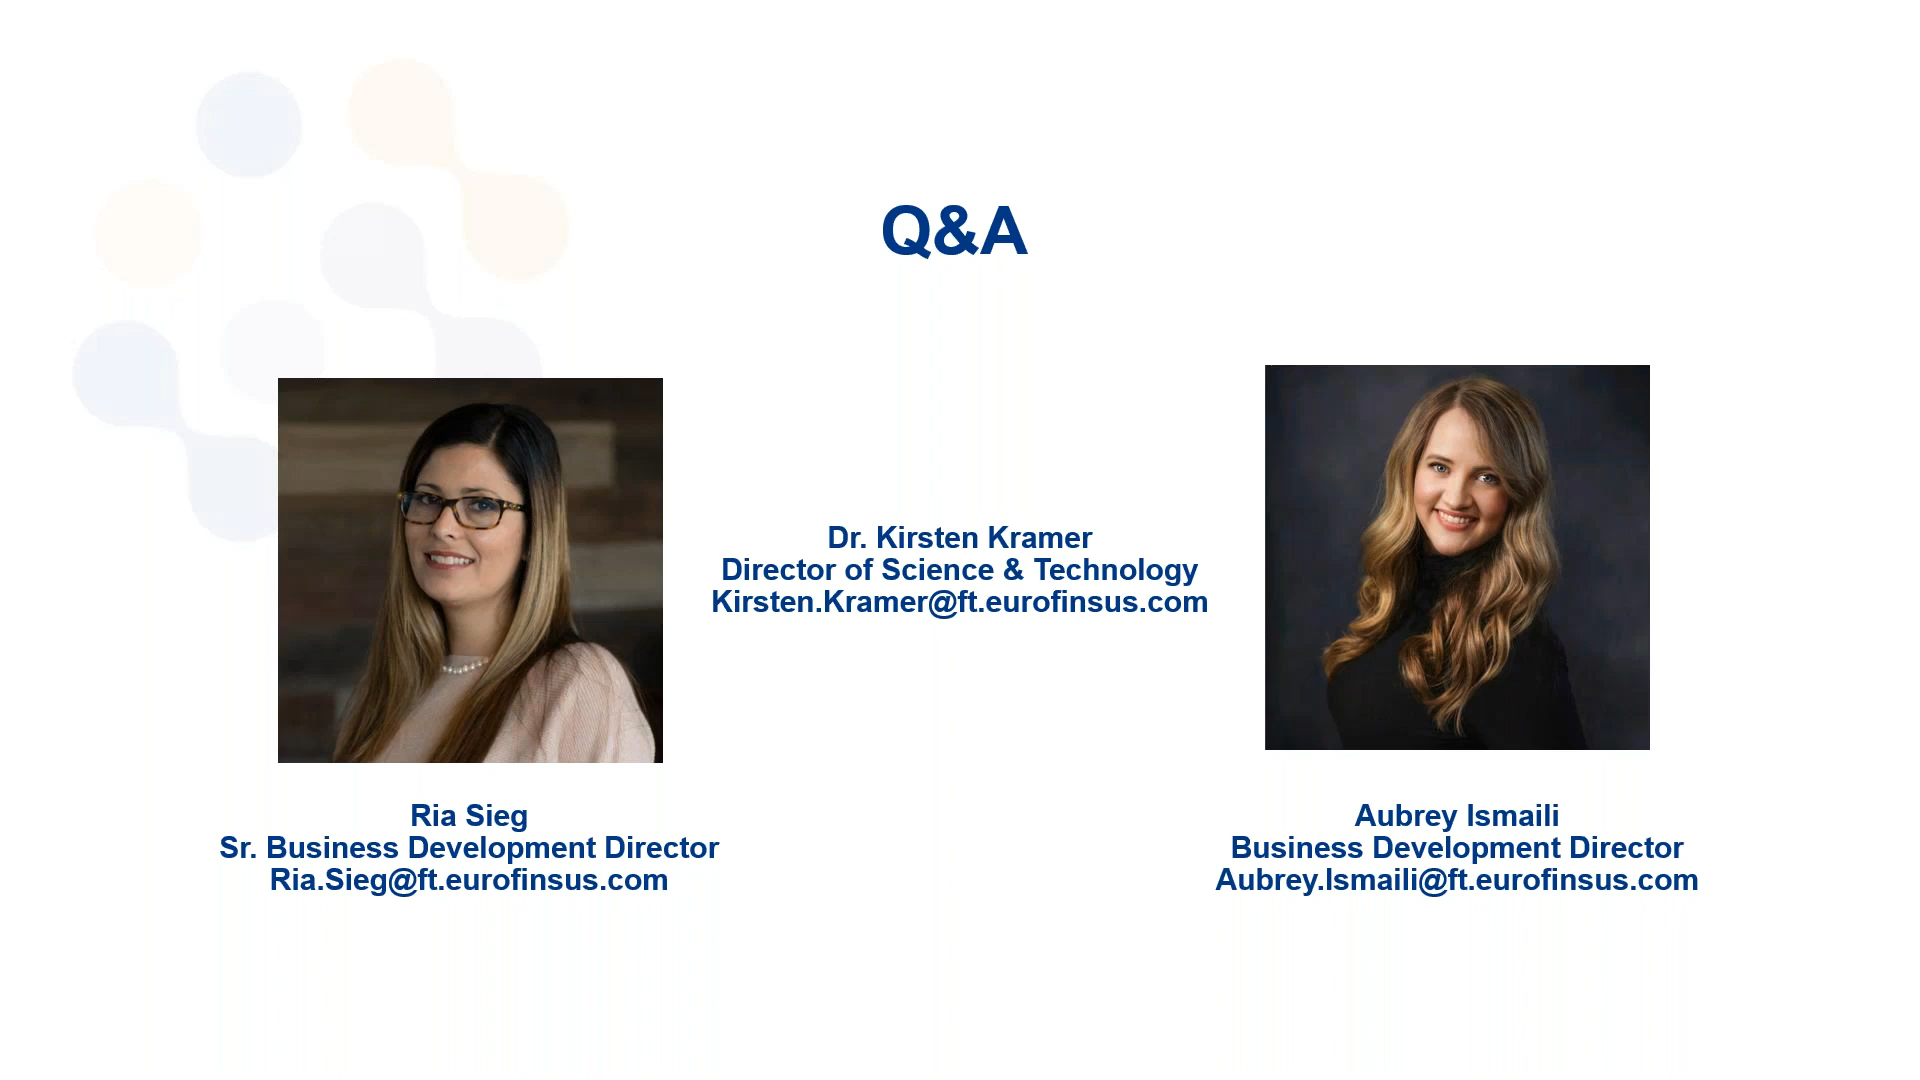 Q&A
Dr. Kirsten Kramer
Director of Science & Technology
Kirsten.Kramer@ft.eurofinsus.com
Ria Sieg
Sr. Business Development Director
Ria.Sieg@ft.eurofinsus.com
Aubrey Ismaili
Business Development Director
Aubrey.Ismaili@ft.eurofinsus.com